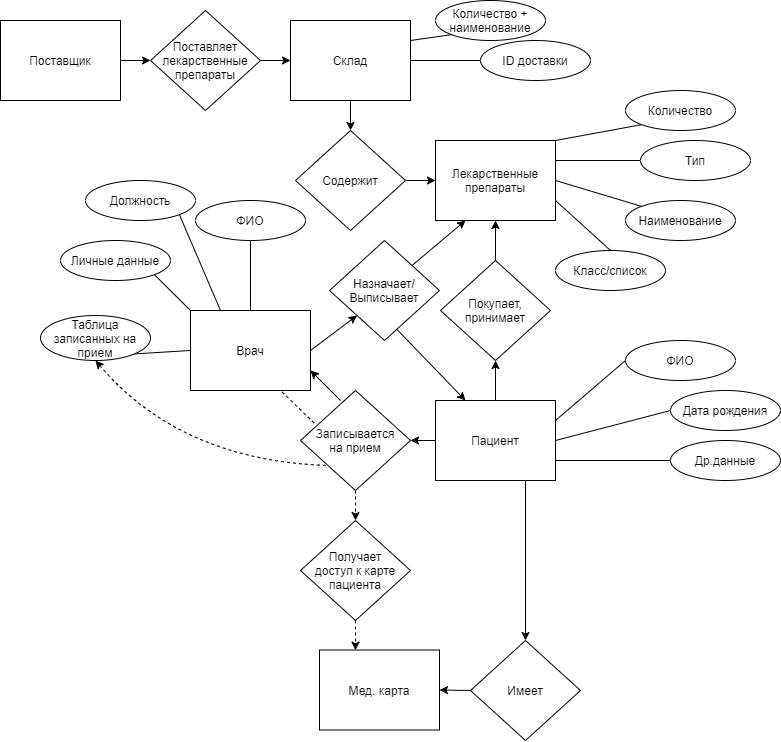 Поставщик
Поставляет
лекарственные
препараты
Склад
Количество +
наименование
ID доставки
Содержит
Лекарственные
препараты
Количество
Тип
Наименование
Класс/список
Должность
ФИО
Личные данные
Таблица
записанных на
прием
Врач
Назначает/
Выписывает
Покупает,
принимает
Записывается
на прием
Пациент
ФИО
Дата рождения
Др.данные
Получает
доступ к карте
пациента
Мед. карта
Имеет